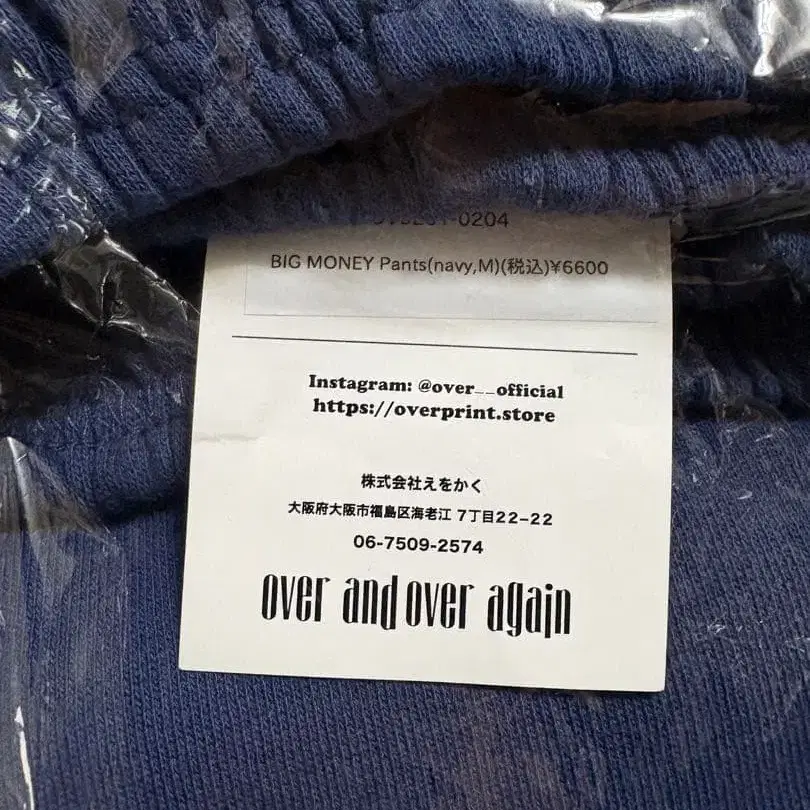 0204
BIG MONEY Pants(navy,M)(税込)¥6600
Instagram: @over__official
https://overprint.store
株式会社えをかく
大阪府大阪市福島区海老江 7丁目22-22
06-7509-2574
over and over again